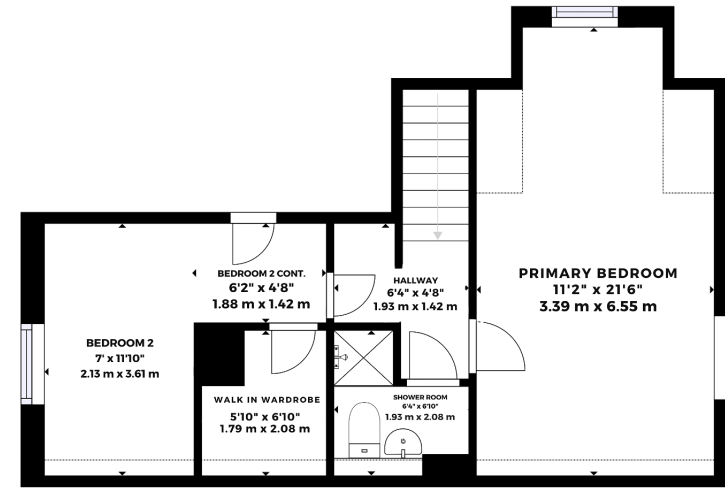 PRIMARY BEDROOM
11'2" x 21'6"
3.39 m x 6.55 m
BEDROOM 2 CONT.
6'2" x 4'8"
1.88 m x 1.42 m
HALLWAY
6'4" x 4'8"
1.93 m x 1.42 m
BEDROOM 2
7' x 11'10"
2.13 m x 3.61 m
WALK IN WARDROBE
5'10" x 6'10"
1.79 m x 2.08 m
SHOWER ROOM
6'4" x 6'10"
1.93 m x 2.08 m